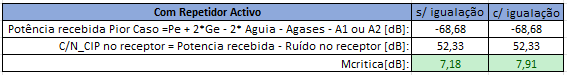 Com Repetidor Activo s/ igualação c/ igualação
Potência recebida Pior Caso =Pe + 2*Ge - 2* Aguia - Agases - A1 ou A2 [dB]: -68,68 -68,68
C/N_CIP no receptor = Potencia recebida - Ruído no receptor [dB]: 52,33 52,33
Mcritica[dB]: 7,18 7,91